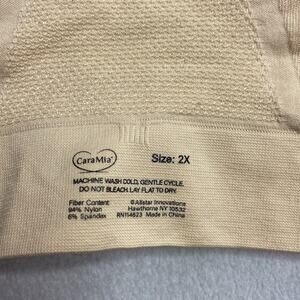 CaraMia®
Size: 2X
MACHINE WASH COLD, GENTLE CYCLE.
DO NOT BLEACH. LAY FLAT TO DRY.
Fiber Content ©Allstar Innovations
94% Nylon Hawthorne NY 10532
6% Spandex RN114623 Made in China